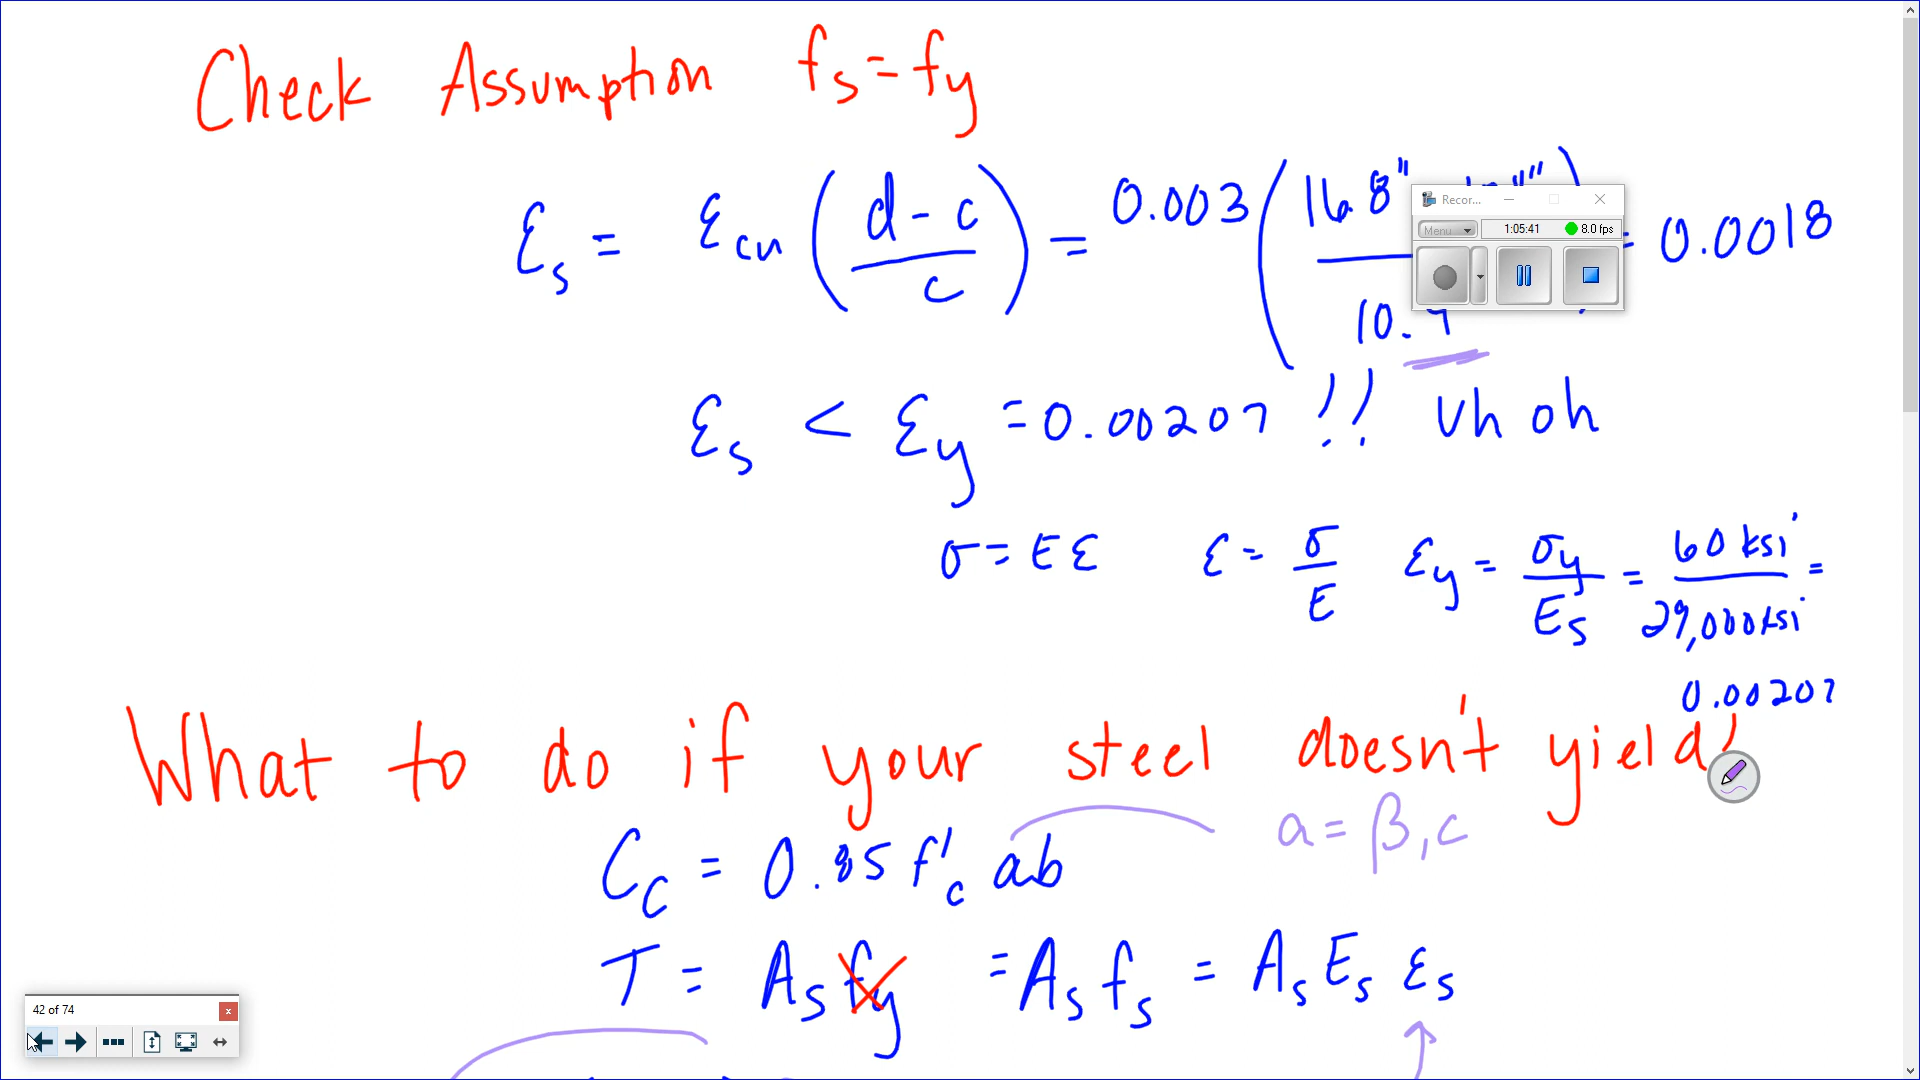 Check Assumption fs = fy
εs = εcu ( d - c / c ) = 0.003 ( 16.8" / 10.4 = 0.0018
Recor...
Menu
1:05:41
8.0 fps
εs < εy = 0.00207 !! Uh oh
σ = Eε ε = σ / E εy = σy / Es = 60 ksi / 29,000 ksi =
0.00207
What to do if your steel doesn't yield?
a = β1c
Cc = 0.85 f'c ab
T = As fy = As fs = As Es εs
42 of 74